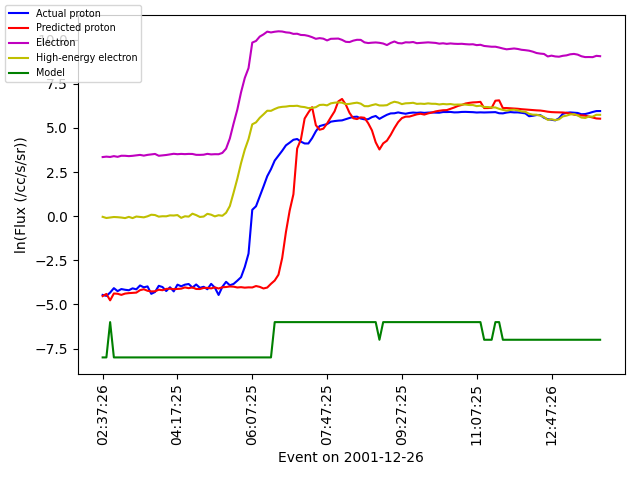 Actual proton
Predicted proton
Electron
High-energy electron
Model
7.5
5.0
2.5
0.0
−2.5
−5.0
−7.5
ln(Flux (/cc/s/sr))
02:37:26
04:17:25
06:07:25
07:47:25
09:27:25
11:07:25
12:47:26
Event on 2001-12-26